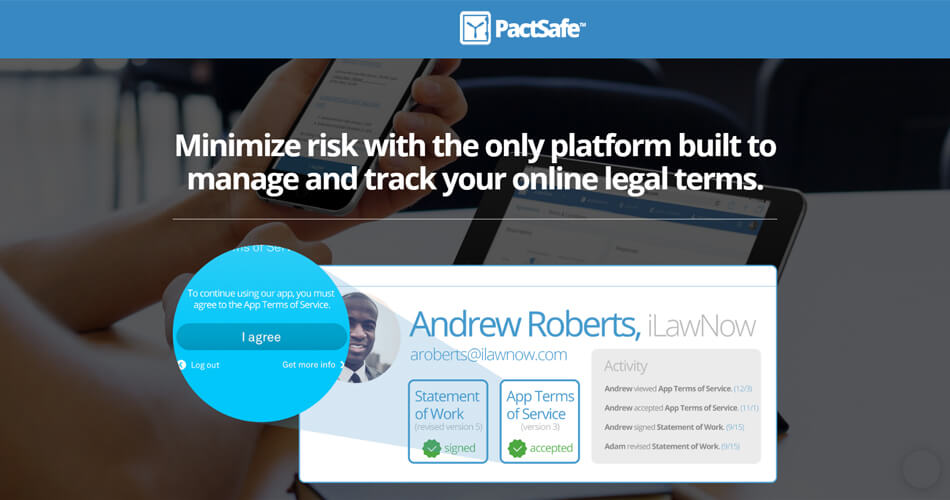 PactSafe™
Minimize risk with the only platform built to
manage and track your online legal terms.
Terms of Serv
To continue using our app, you must
agree to the App Terms of Service.
I agree
Log out
Get more info
Andrew Roberts, iLawNow
aroberts@ilawnow.com
Statement
of Work
(revised version 5)
signed
App Terms
of Service
(version 3)
accepted
Activity
Andrew viewed App Terms of Service. (12/3)
Andrew accepted App Terms of Service. (11/1)
Andrew signed Statement of Work. (9/15)
Adam revised Statement of Work. (9/15)